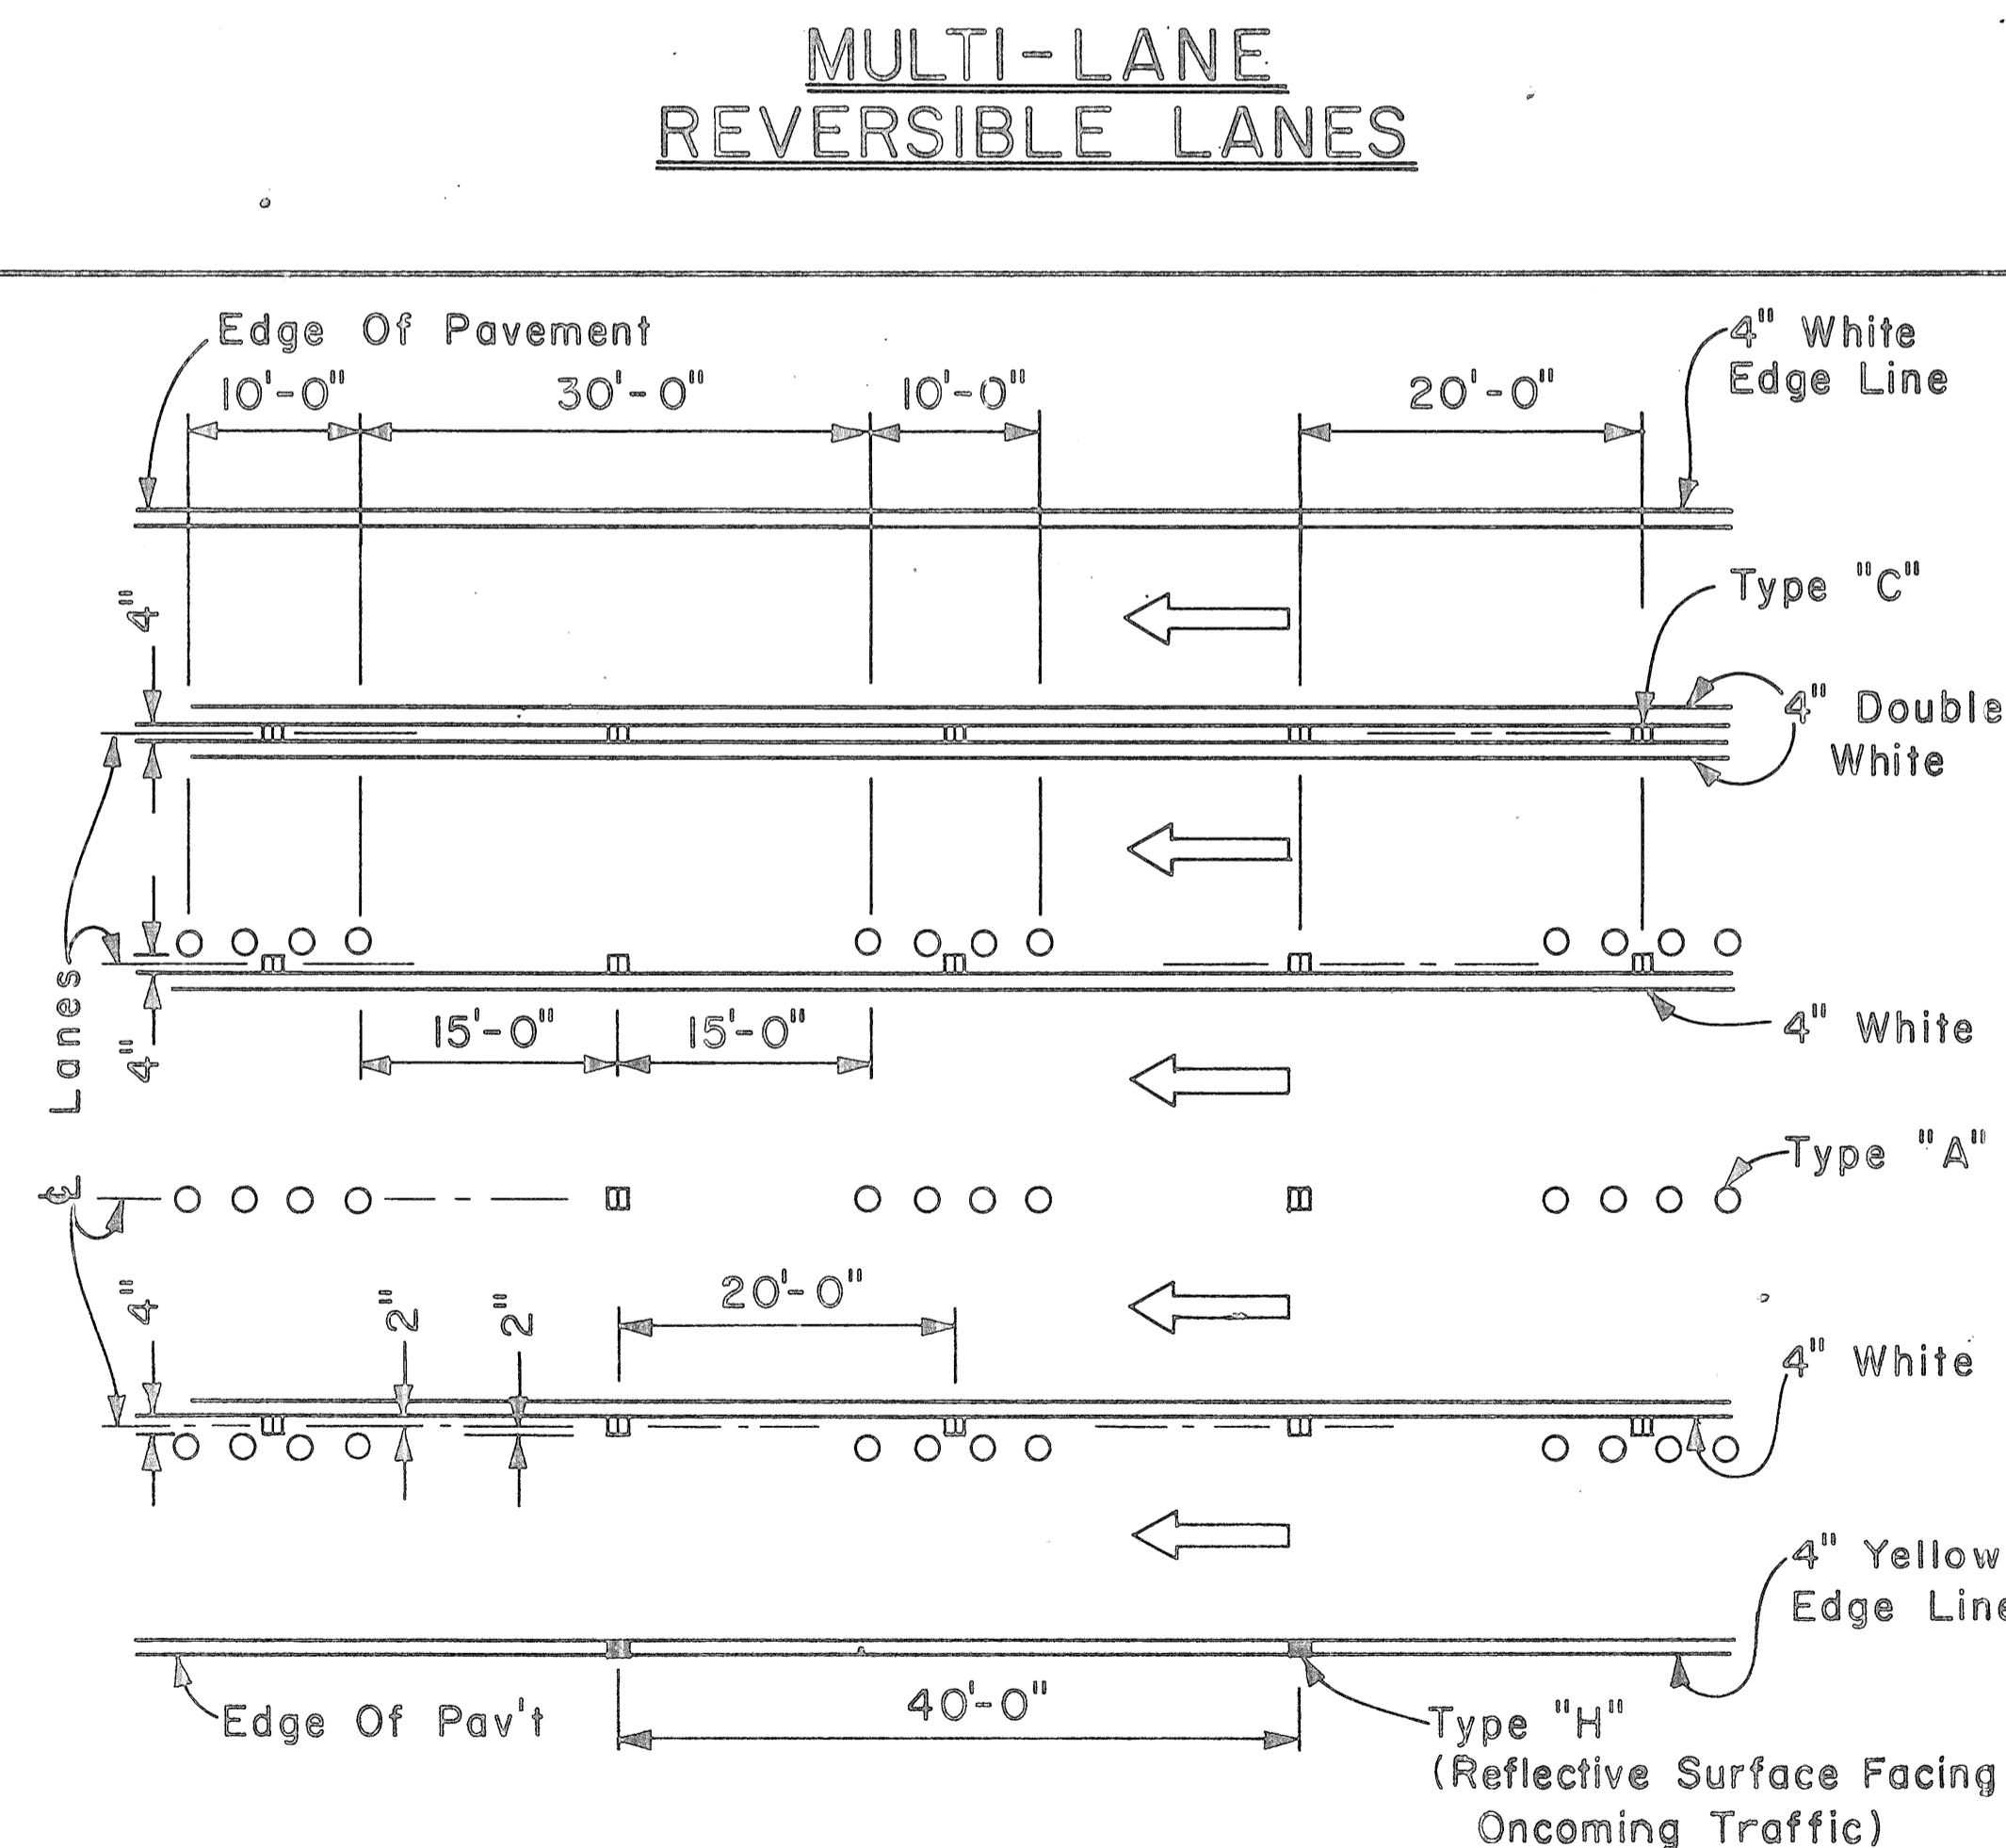 MULTI-LANE
REVERSIBLE LANES
Edge Of Pavement
4" White
Edge Line
10'-0"
30'-0"
10'-0"
20'-0"
Type "C"
4"
4" Double
White
4"
15'-0"
15'-0"
4" White
℄ Lanes
Type "A"
4"
2"
2"
20'-0"
4" White
4" Yellow
Edge Line
Edge Of Pav't
40'-0"
Type "H"
(Reflective Surface Facing
Oncoming Traffic)